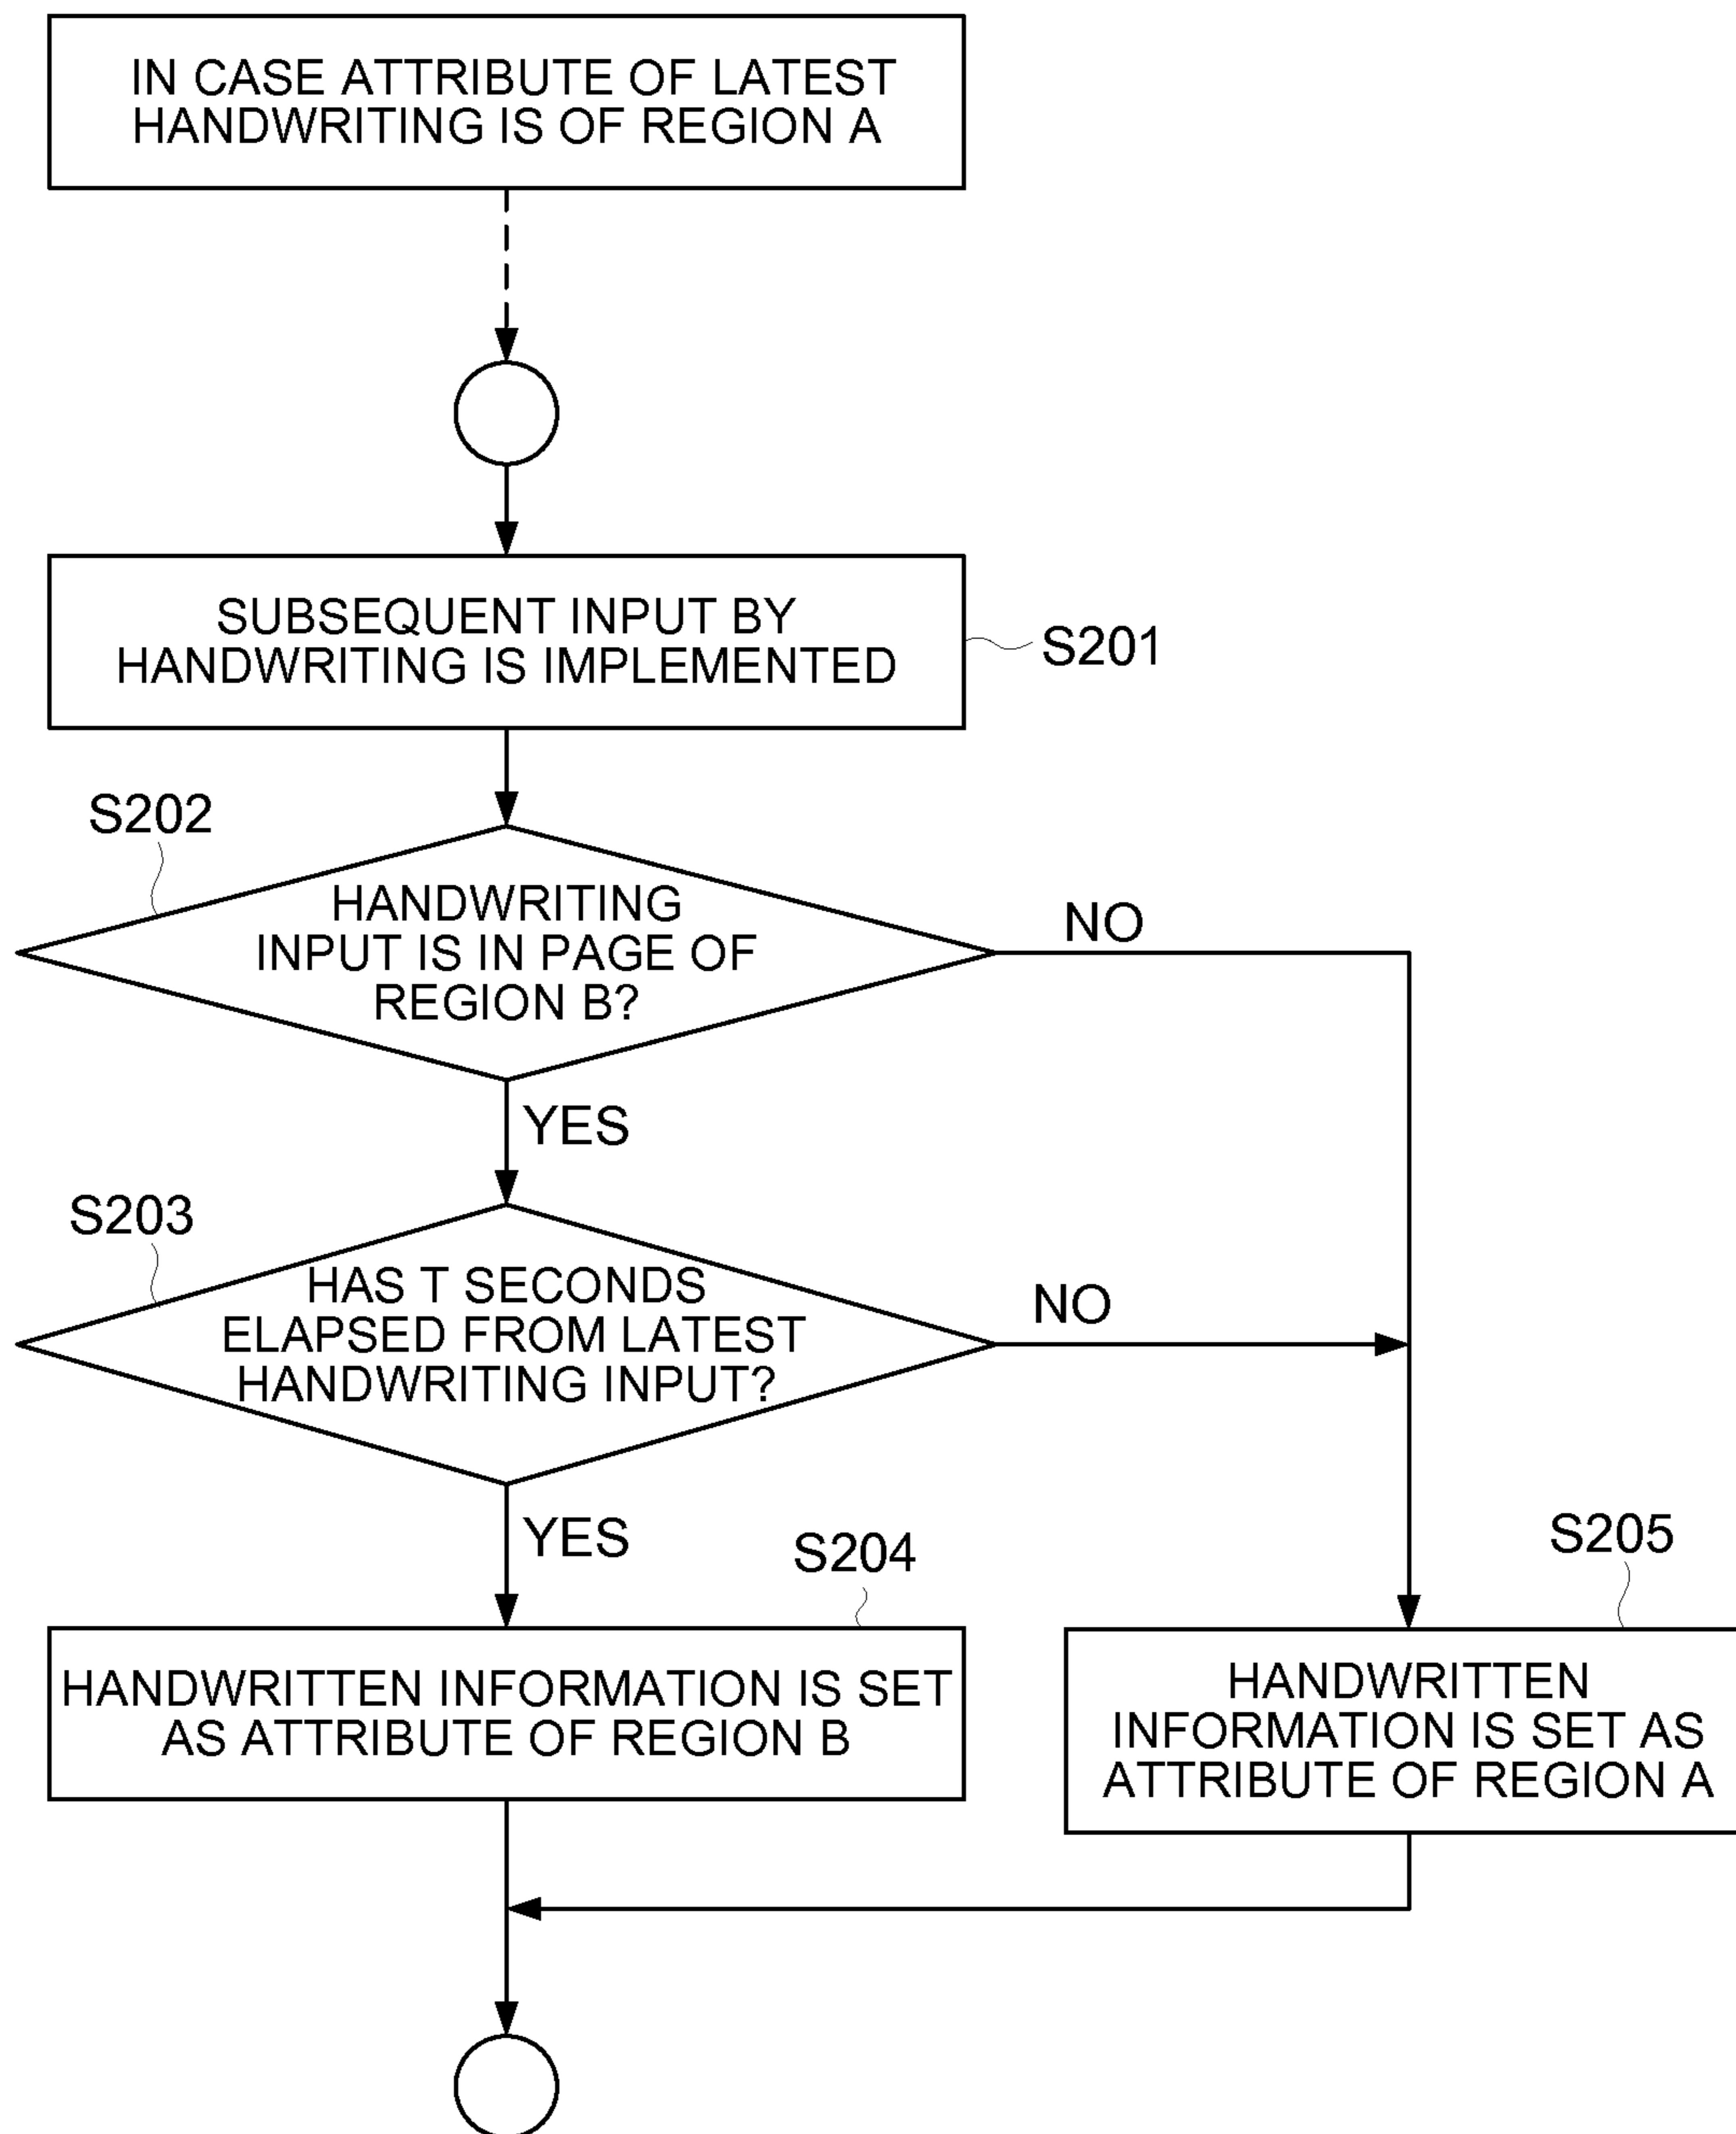 IN CASE ATTRIBUTE OF LATEST
HANDWRITING IS OF REGION A
SUBSEQUENT INPUT BY
HANDWRITING IS IMPLEMENTED
S201
S202
HANDWRITING
INPUT IS IN PAGE OF
REGION B?
NO
YES
S203
HAS T SECONDS
ELAPSED FROM LATEST
HANDWRITING INPUT?
NO
YES
S204
HANDWRITTEN INFORMATION IS SET
AS ATTRIBUTE OF REGION B
S205
HANDWRITTEN
INFORMATION IS SET AS
ATTRIBUTE OF REGION A